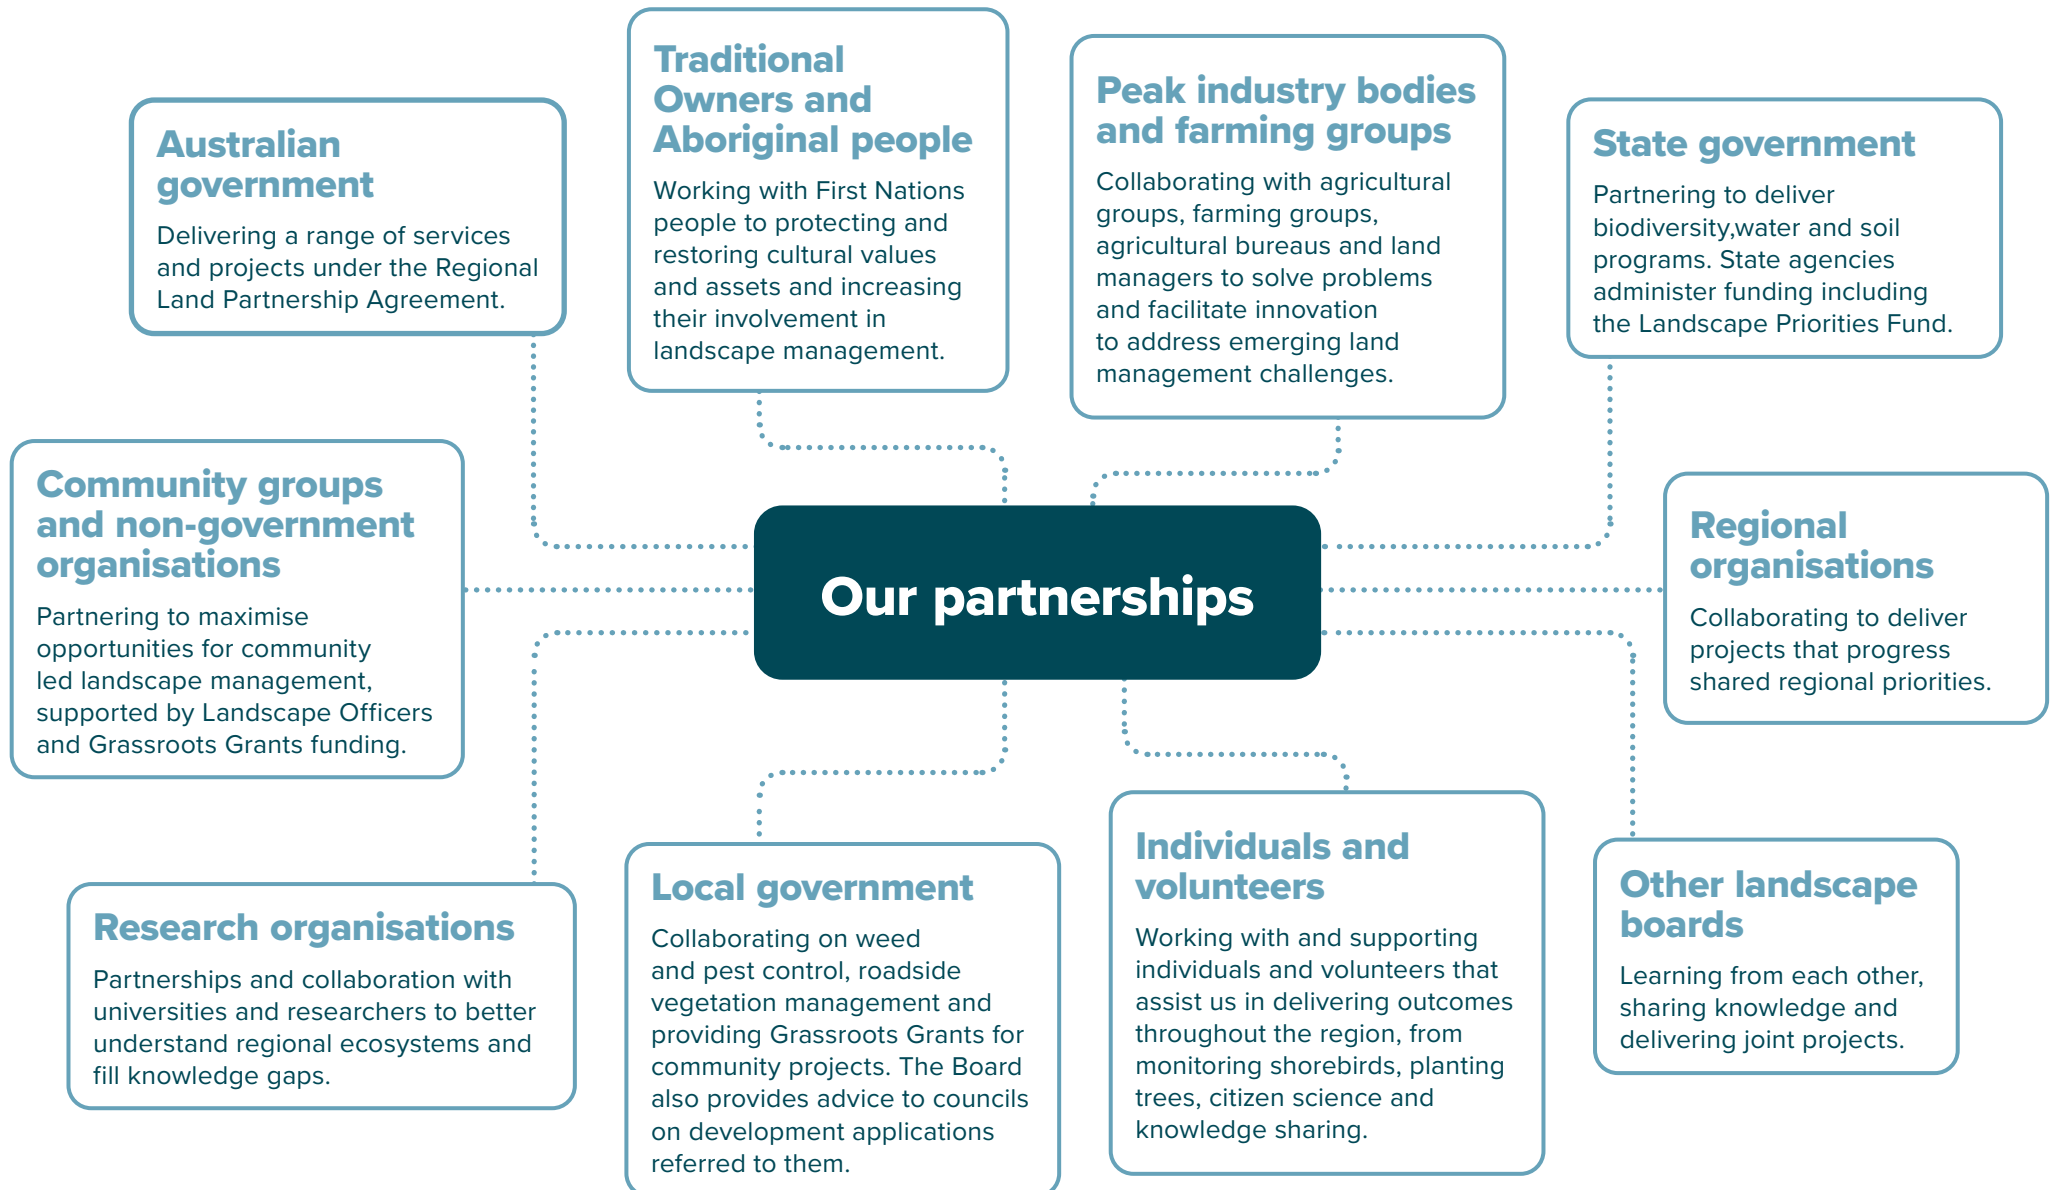 Australian
government
Delivering a range of services
and projects under the Regional
Land Partnership Agreement.
Traditional
Owners and
Aboriginal people
Working with First Nations
people to protecting and
restoring cultural values
and assets and increasing
their involvement in
landscape management.
Peak industry bodies
and farming groups
Collaborating with agricultural
groups, farming groups,
agricultural bureaus and land
managers to solve problems
and facilitate innovation
to address emerging land
management challenges.
State government
Partnering to deliver
biodiversity,water and soil
programs. State agencies
administer funding including
the Landscape Priorities Fund.
Community groups
and non-government
organisations
Partnering to maximise
opportunities for community
led landscape management,
supported by Landscape Officers
and Grassroots Grants funding.
Our partnerships
Regional
organisations
Collaborating to deliver
projects that progress
shared regional priorities.
Research organisations
Partnerships and collaboration with
universities and researchers to better
understand regional ecosystems and
fill knowledge gaps.
Local government
Collaborating on weed
and pest control, roadside
vegetation management and
providing Grassroots Grants for
community projects. The Board
also provides advice to councils
on development applications
referred to them.
Individuals and
volunteers
Working with and supporting
individuals and volunteers that
assist us in delivering outcomes
throughout the region, from
monitoring shorebirds, planting
trees, citizen science and
knowledge sharing.
Other landscape
boards
Learning from each other,
sharing knowledge and
delivering joint projects.